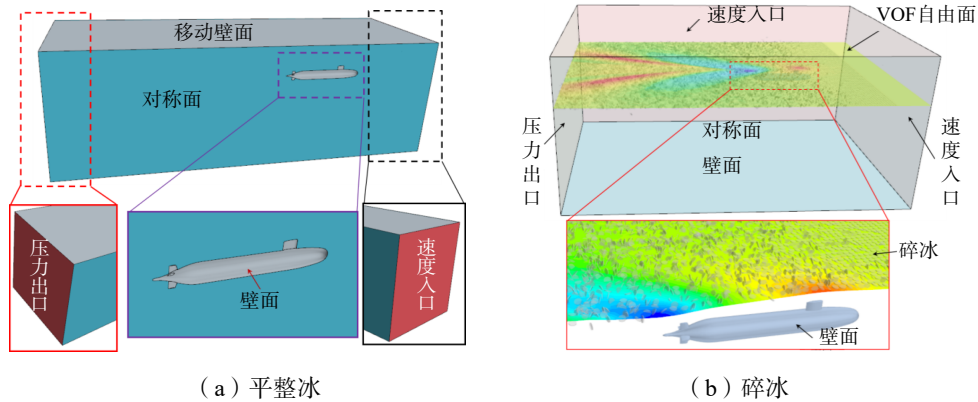 移动壁面
对称面
压力出口
壁面
速度入口
（a）平整冰
速度入口
VOF自由面
压力出口
对称面
壁面
速度入口
碎冰
壁面
（b）碎冰